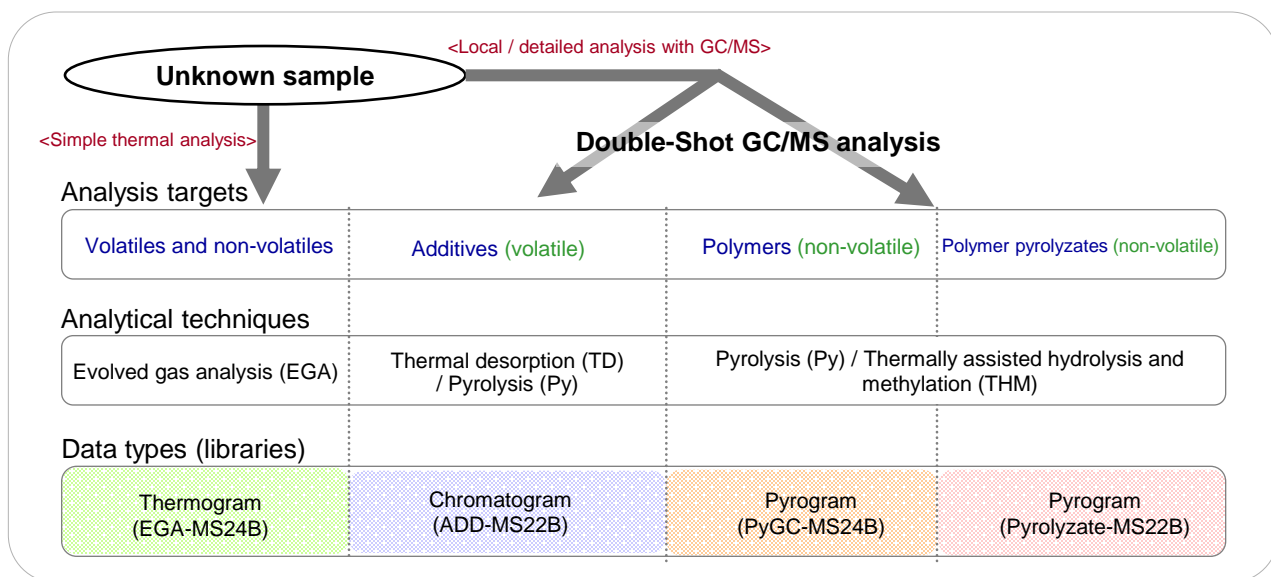 <Local / detailed analysis with GC/MS>
Unknown sample
<Simple thermal analysis>
Double-Shot GC/MS analysis
Analysis targets
Volatiles and non-volatiles
Additives (volatile)
Polymers (non-volatile)
Polymer pyrolyzates (non-volatile)
Analytical techniques
Evolved gas analysis (EGA)
Thermal desorption (TD)
/ Pyrolysis (Py)
Pyrolysis (Py) / Thermally assisted hydrolysis and
methylation (THM)
Data types (libraries)
Thermogram
(EGA-MS24B)
Chromatogram
(ADD-MS22B)
Pyrogram
(PyGC-MS24B)
Pyrogram
(Pyrolyzate-MS22B)